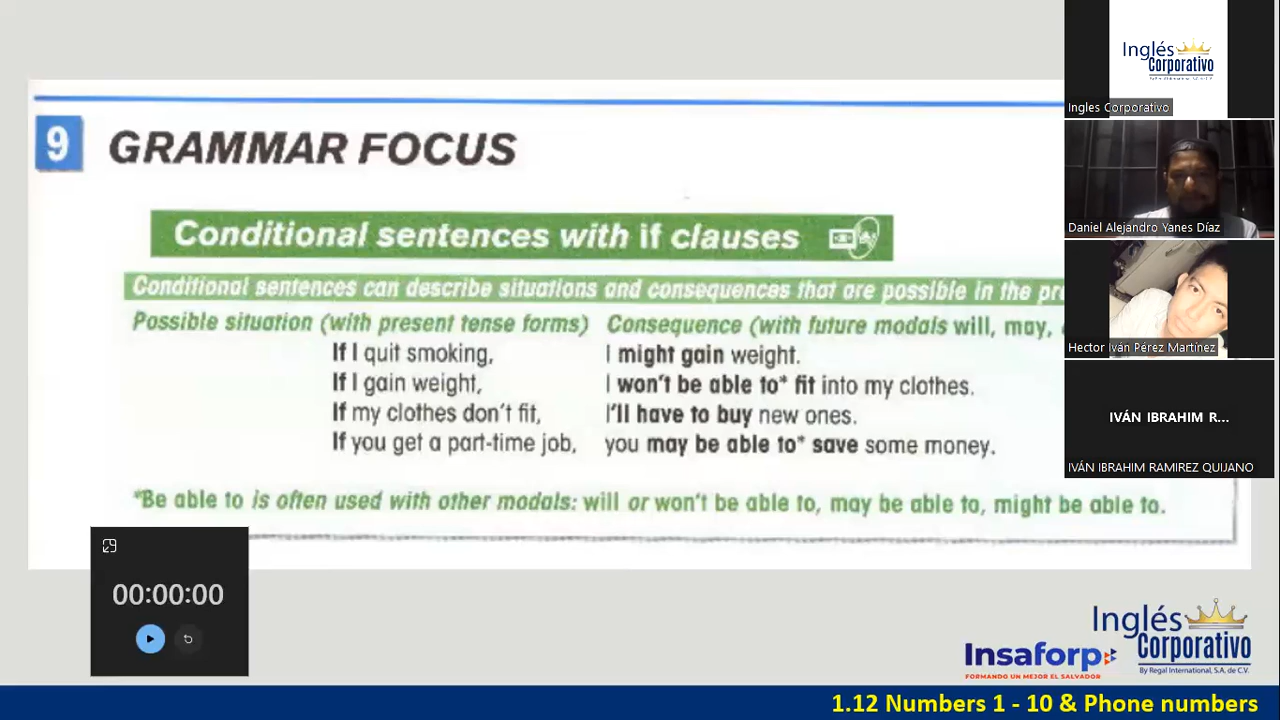 9 GRAMMAR FOCUS
Conditional sentences with if clauses
Conditional sentences can describe situations and consequences that are possible in the
Possible situation (with present tense forms) Consequence (with future modals will, may,
If I quit smoking, I might gain weight.
If I gain weight, I won't be able to* fit into my clothes.
If my clothes don't fit, I'll have to buy new ones.
If you get a part-time job, you may be able to* save some money.
*Be able to is often used with other modals: will or won't be able to, may be able to, might be able to.
00:00:00
Inglés
Corporativo
Ingles Corporativo
Daniel Alejandro Yanes Díaz
Hector Iván Pérez Martínez
IVÁN IBRAHIM R...
IVÁN IBRAHIM RAMIREZ QUIJANO
Insaforp
FORMANDO UN MEJOR EL SALVADOR
Inglés
Corporativo
By Regal International, S.A. de C.V.
1.12 Numbers 1 - 10 & Phone numbers